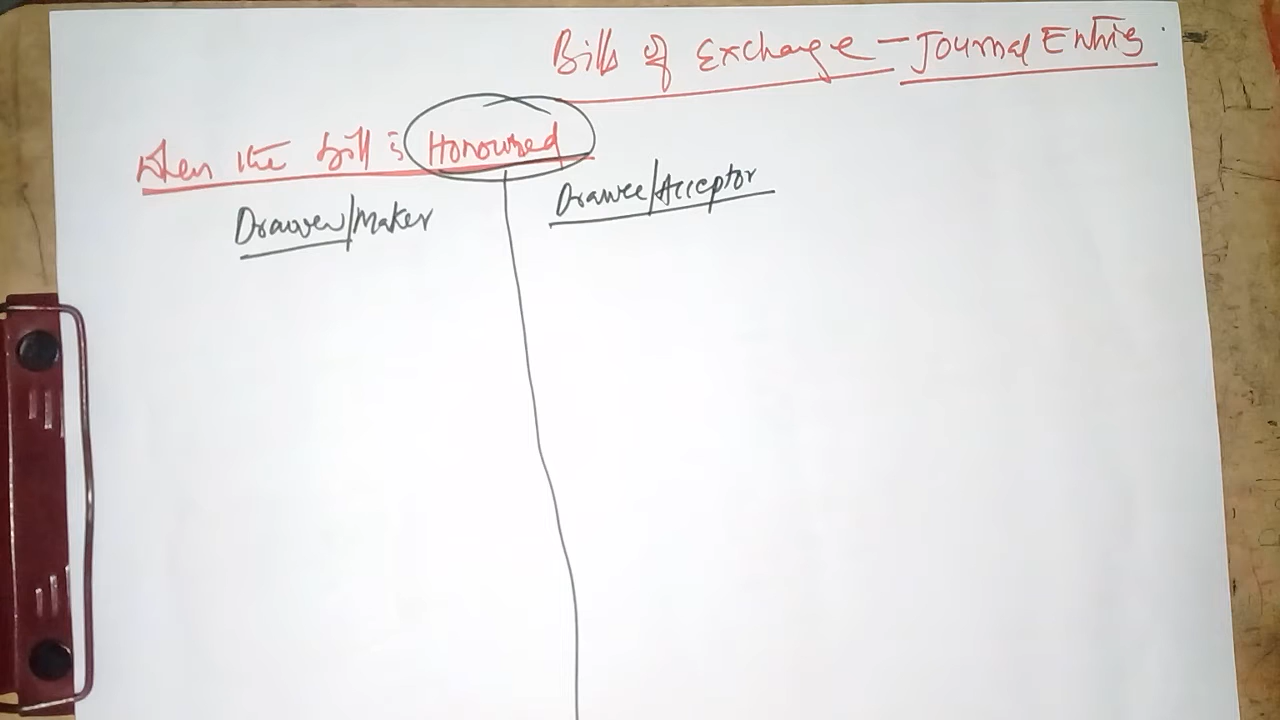 Bills of Exchange - Journal Entries
When the bill is Honoured
Drawer/Maker
Drawee/Acceptor